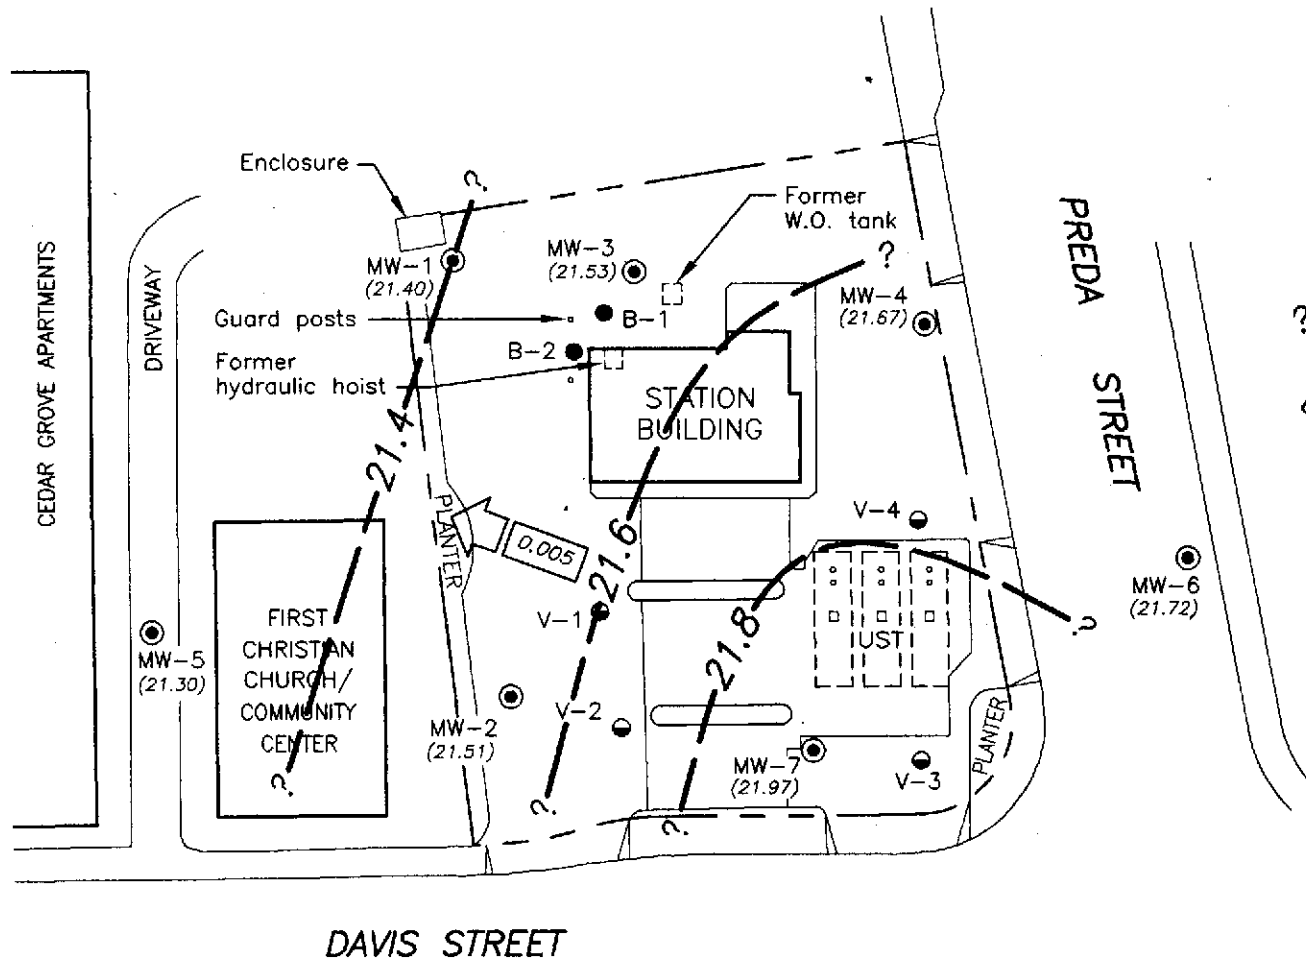 Enclosure
?
Former
W.O. tank
PREDA
STREET
MW-3
(21.53)
?
MW-1
(21.40)
MW-4
(21.67)
CEDAR GROVE APARTMENTS
DRIVEWAY
Guard posts
B-1
?
B-2
Former
hydraulic hoist
STATION
BUILDING
21.4
PLANTER
0.005
21.6
V-4
MW-6
(21.72)
V-1
21.8
?
UST
FIRST
CHRISTIAN
CHURCH/
COMMUNITY
CENTER
MW-5
(21.30)
MW-2
(21.51)
V-2
PLANTER
MW-7
(21.97)
V-3
?
?
?
DAVIS STREET